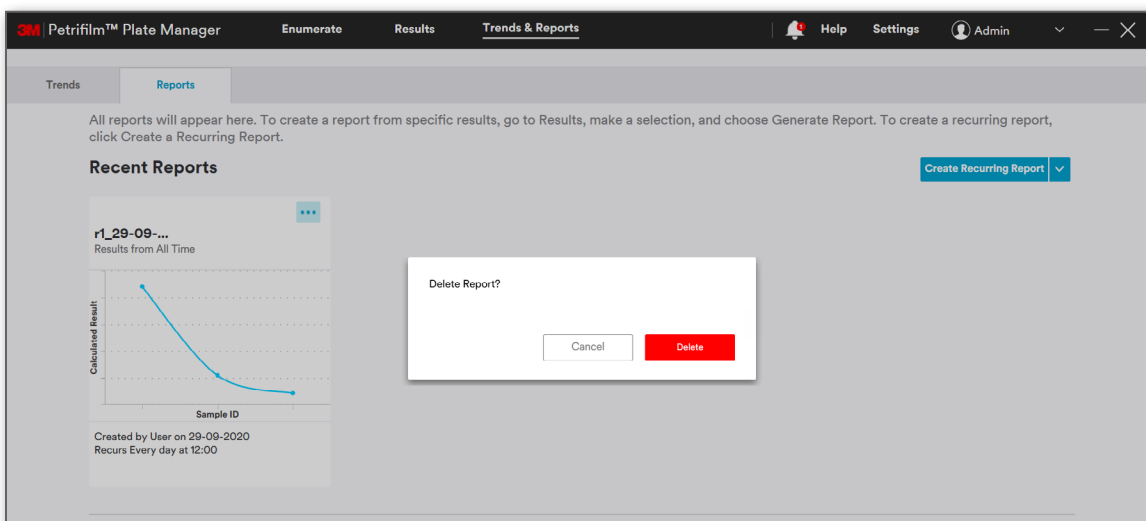 3M Petrifilm™ Plate Manager Enumerate Results Trends & Reports 1 Help Settings Admin
Trends Reports
All reports will appear here. To create a report from specific results, go to Results, make a selection, and choose Generate Report. To create a recurring report,
click Create a Recurring Report.
Recent Reports
Create Recurring Report
r1_29-09-...
Results from All Time
Calculated Result
Sample ID
Created by User on 29-09-2020
Recurs Every day at 12:00
Delete Report?
Cancel Delete